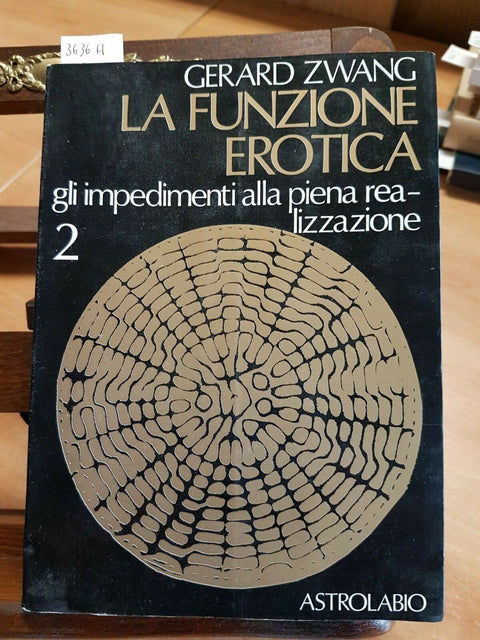 3636 A
GERARD ZWANG
LA FUNZIONE
EROTICA
gli impedimenti alla piena rea-
lizzazione
2
ASTROLABIO